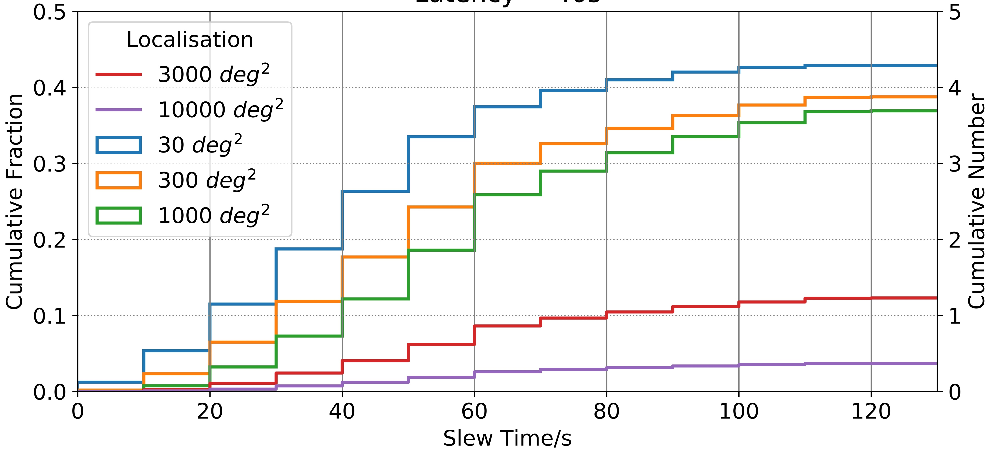 0.5
0.4
0.3
0.2
0.1
0.0
Cumulative Fraction
Localisation
3000 deg²
10000 deg²
30 deg²
300 deg²
1000 deg²
5
4
3
2
1
0
Cumulative Number
0 20 40 60 80 100 120
Slew Time/s